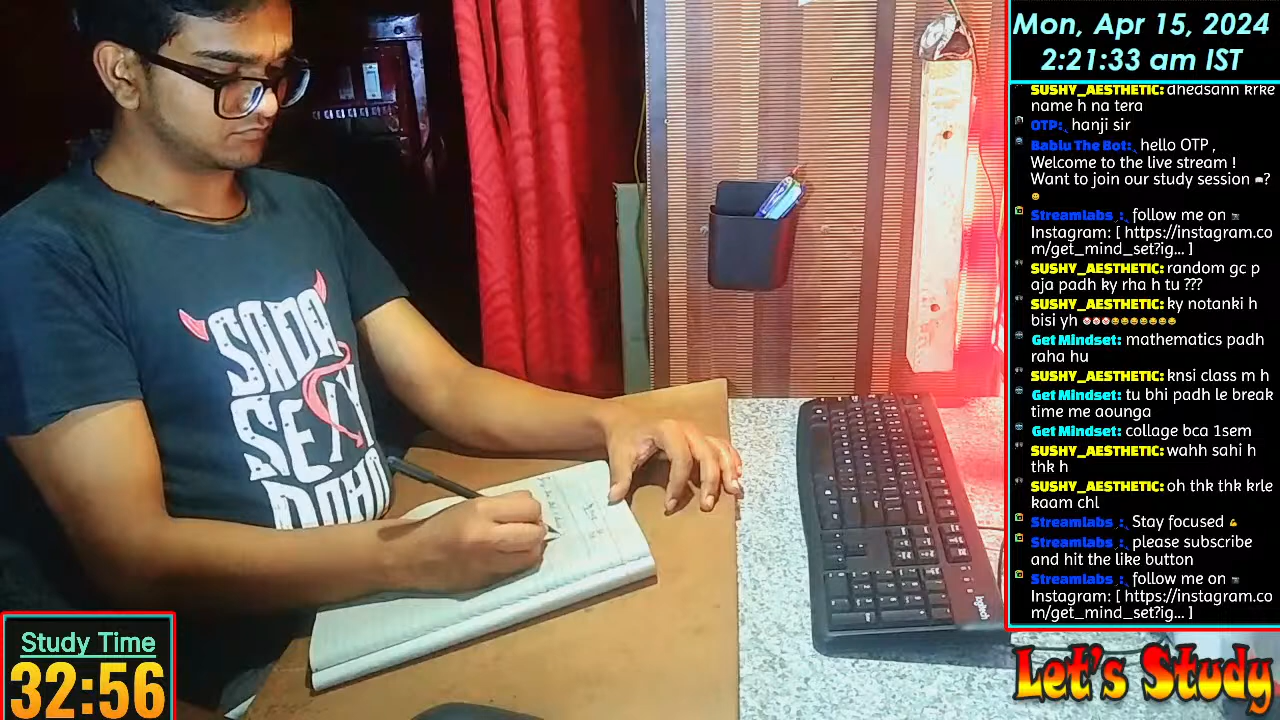 Mon, Apr 15, 2024
2:21:33 am IST
SUSHY_AESTHETIC: dhedsann krke
name h na tera
OTP: hanji sir
Bablu The Bot: hello OTP ,
Welcome to the live stream !
Want to join our study session ?
Streamlabs : follow me on
Instagram: [ https://instagram.co
m/get_mind_set?ig... ]
SUSHY_AESTHETIC: random gc p
aja padh ky rha h tu ???
SUSHY_AESTHETIC: ky notanki h
bisi yh 🤡🤡🤡😂😂😂😂😂😂😂
Get Mindset: mathematics padh
raha hu
SUSHY_AESTHETIC: knsi class m h
Get Mindset: tu bhi padh le break
time me aounga
Get Mindset: collage bca 1sem
SUSHY_AESTHETIC: wahh sahi h
thk h
SUSHY_AESTHETIC: oh thk thk krle
kaam chl
Streamlabs : Stay focused 💪
Streamlabs : please subscribe
and hit the like button
Streamlabs : follow me on
Instagram: [ https://instagram.co
m/get_mind_set?ig... ]
SADA
SEXY
ROHO
logitech
Study Time
32:56
Let's Study